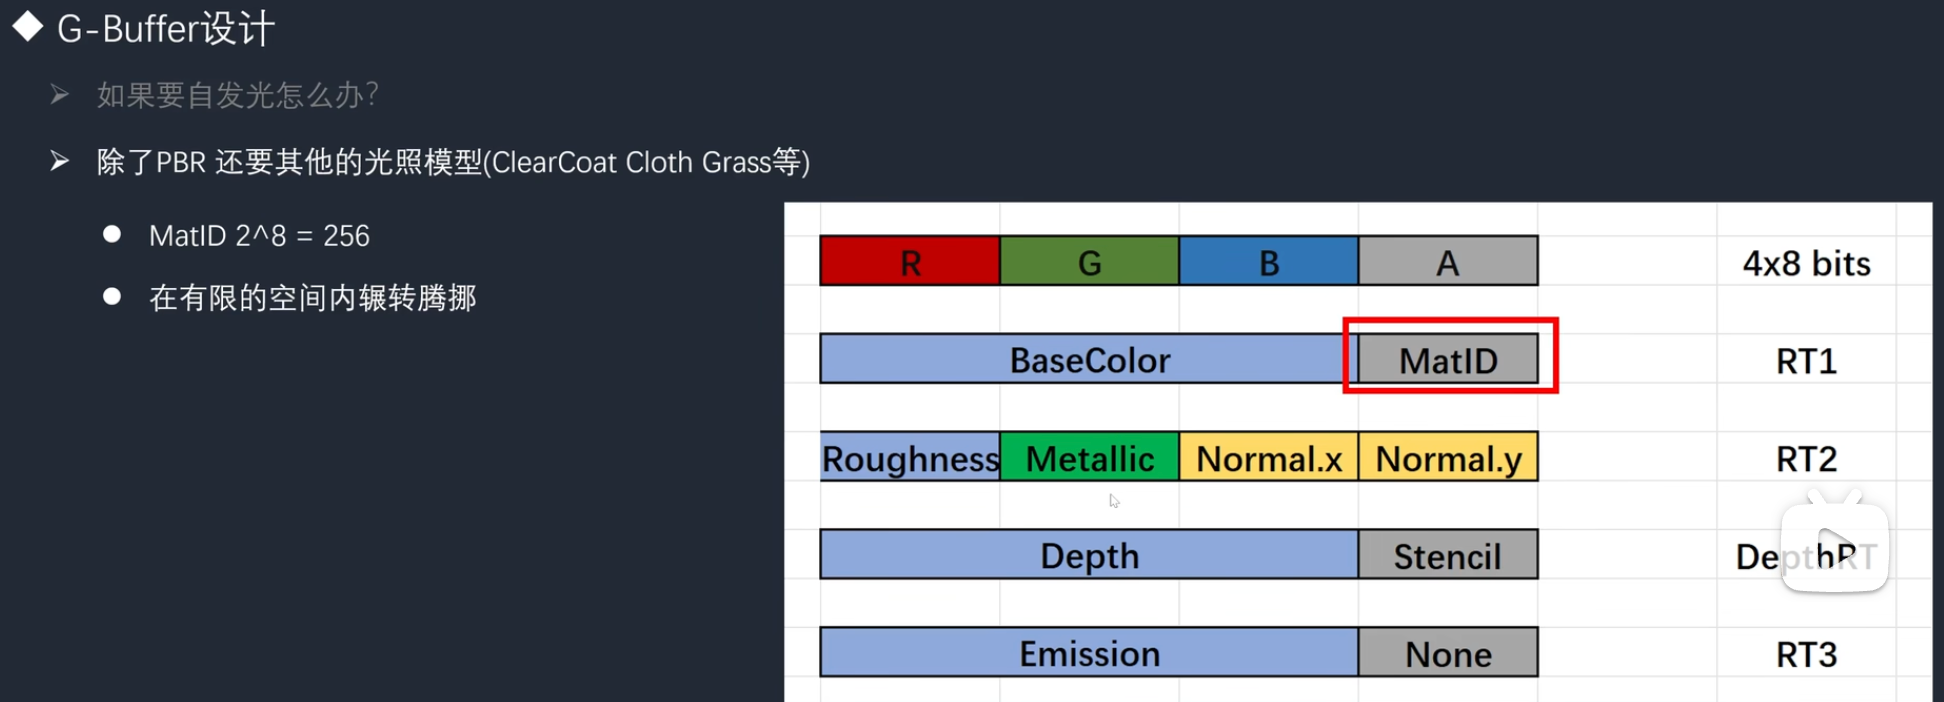 G-Buffer设计
如果要自发光怎么办?
除了PBR 还要其他的光照模型(ClearCoat Cloth Grass等)
MatID 2^8 = 256
在有限的空间内辗转腾挪
R G B A 4x8 bits
BaseColor MatID RT1
Roughness Metallic Normal.x Normal.y RT2
Depth Stencil DepthRT
Emission None RT3